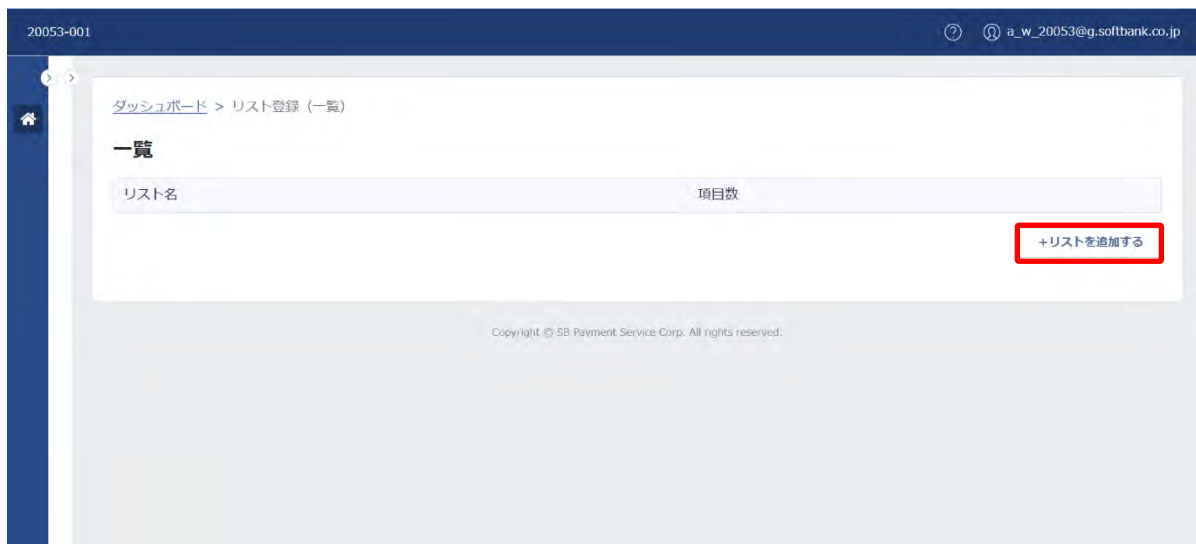 20053-001
a_w_20053@g.softbank.co.jp
ダッシュボード > リスト登録（一覧）
一覧
リスト名 項目数
+リストを追加する
Copyright © SB Payment Service Corp. All rights reserved.